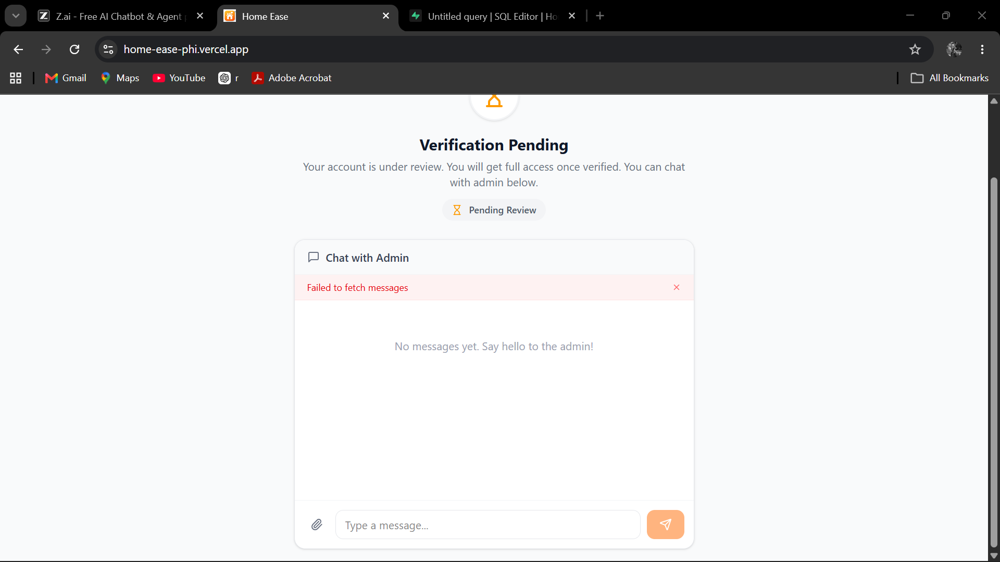 Z.ai - Free AI Chatbot & Agent
Home Ease
Untitled query | SQL Editor | Ho
home-ease-phi.vercel.app
Gmail
Maps
YouTube
r
Adobe Acrobat
All Bookmarks
Verification Pending
Your account is under review. You will get full access once verified. You can chat
with admin below.
Pending Review
Chat with Admin
Failed to fetch messages
No messages yet. Say hello to the admin!
Type a message...